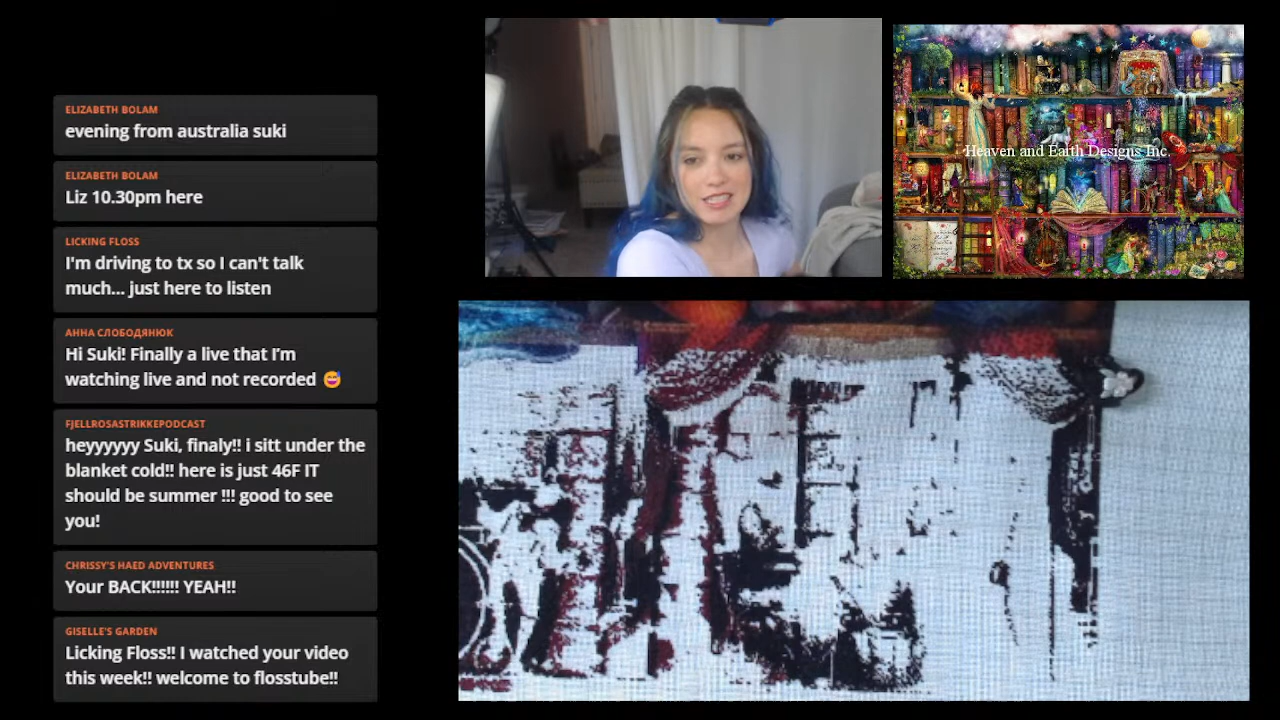 ELIZABETH BOLAM
evening from australia suki
ELIZABETH BOLAM
Liz 10.30pm here
LICKING FLOSS
I'm driving to tx so I can't talk
much... just here to listen
АННА СЛОБОДЯНЮК
Hi Suki! Finally a live that I'm
watching live and not recorded 😅
FJELLROSASTRIKKEPODCAST
heyyyyyy Suki, finaly!! i sitt under the
blanket cold!! here is just 46F IT
should be summer !!! good to see
you!
CHRISSY'S HAED ADVENTURES
Your BACK!!!!!! YEAH!!
GISELLE'S GARDEN
Licking Floss!! I watched your video
this week!! welcome to flosstube!!
Heaven and Earth Designs Inc.